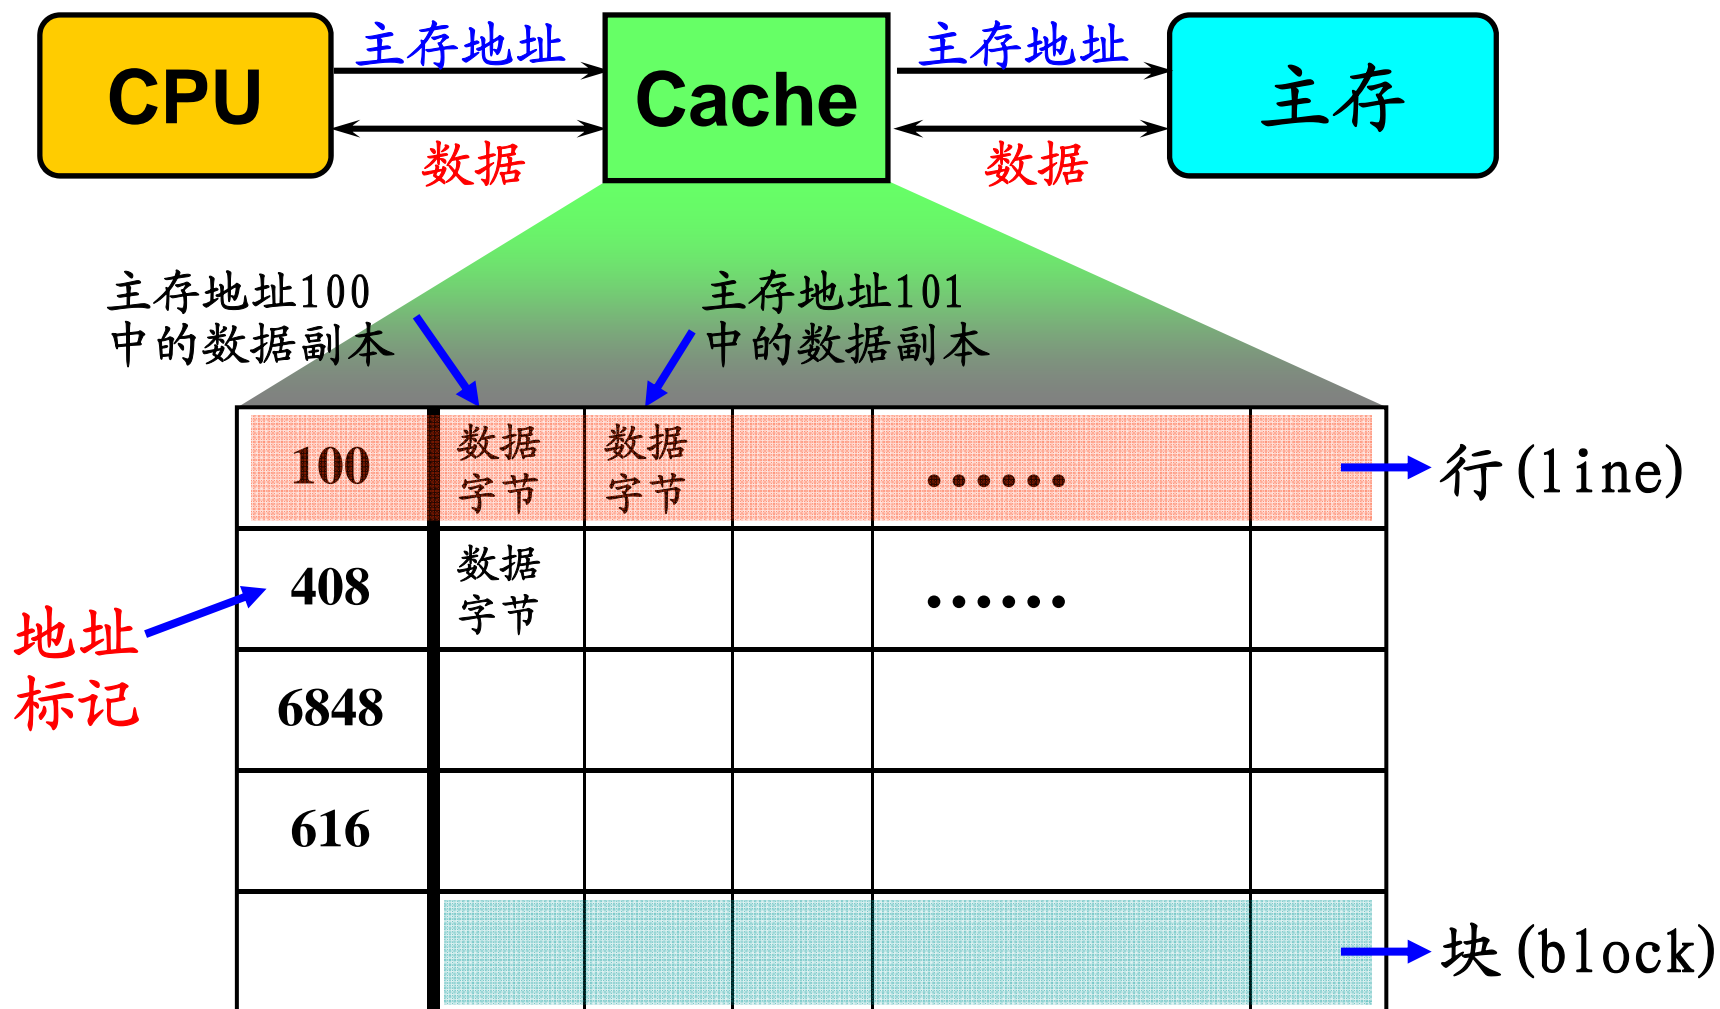 CPU
主存地址
数据
Cache
主存地址
数据
主存
主存地址100
中的数据副本
主存地址101
中的数据副本
100
数据
字节
数据
字节
......
行(line)
408
数据
字节
......
地址
标记
6848
616
块(block)